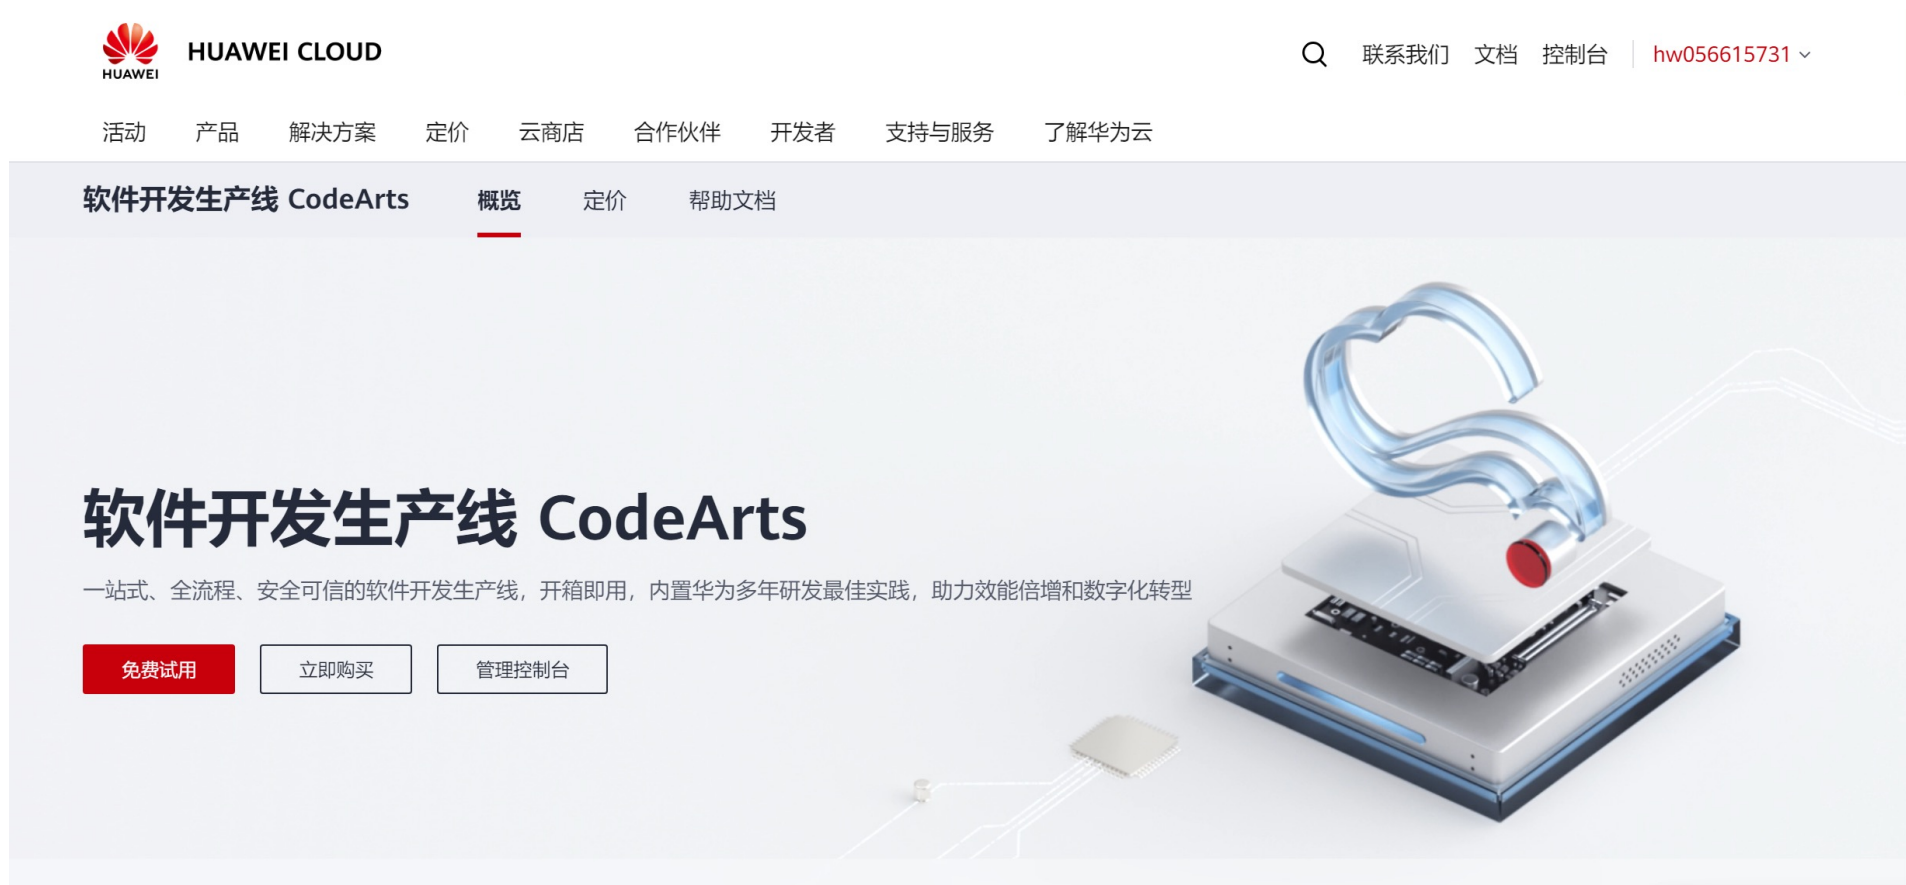 HUAWEI
HUAWEI CLOUD
联系我们 文档 控制台 hw056615731
活动 产品 解决方案 定价 云商店 合作伙伴 开发者 支持与服务 了解华为云
软件开发生产线 CodeArts 概览 定价 帮助文档
软件开发生产线 CodeArts
一站式、全流程、安全可信的软件开发生产线，开箱即用，内置华为多年研发最佳实践，助力效能倍增和数字化转型
免费试用 立即购买 管理控制台